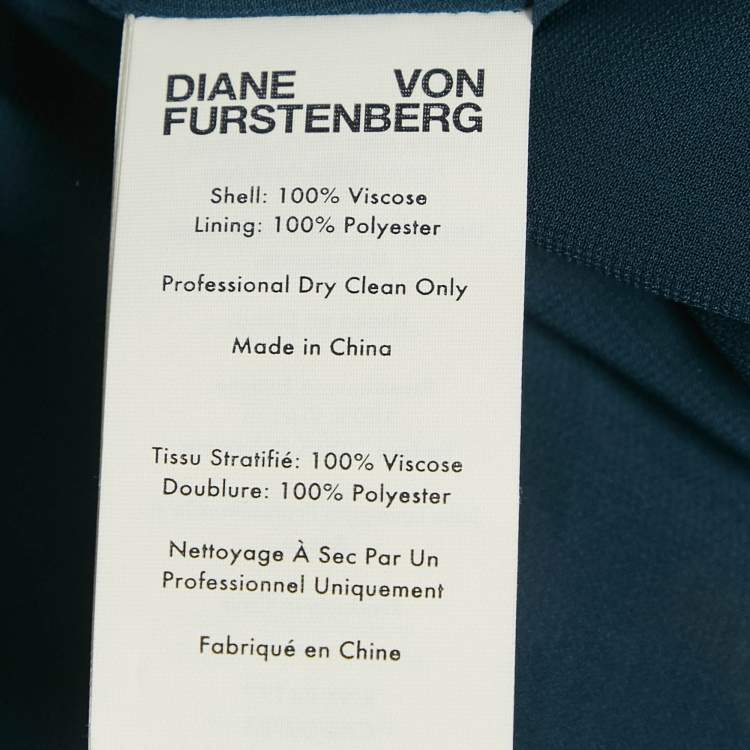 DIANE VON
FURSTENBERG
Shell: 100% Viscose
Lining: 100% Polyester
Professional Dry Clean Only
Made in China
Tissu Stratifié: 100% Viscose
Doublure: 100% Polyester
Nettoyage À Sec Par Un
Professionnel Uniquement
Fabriqué en Chine